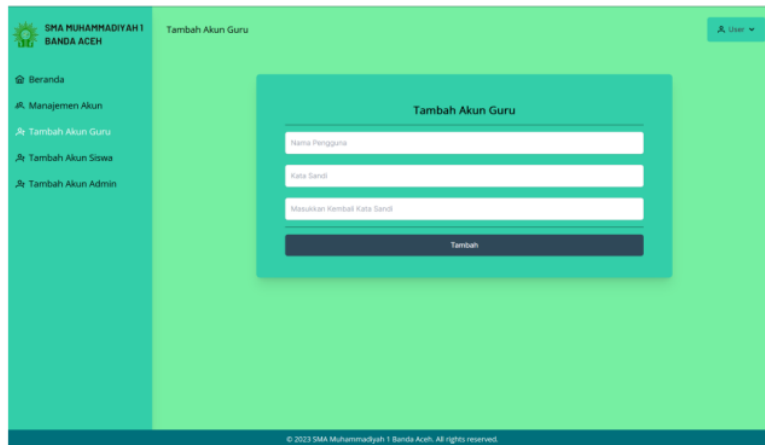 SMA MUHAMMADIYAH 1
BANDA ACEH
Tambah Akun Guru
User
Beranda
Manajemen Akun
Tambah Akun Guru
Tambah Akun Siswa
Tambah Akun Admin
Tambah Akun Guru
Nama Pengguna
Kata Sandi
Masukkan Kembali Kata Sandi
Tambah
© 2023 SMA Muhammadiyah 1 Banda Aceh. All rights reserved.